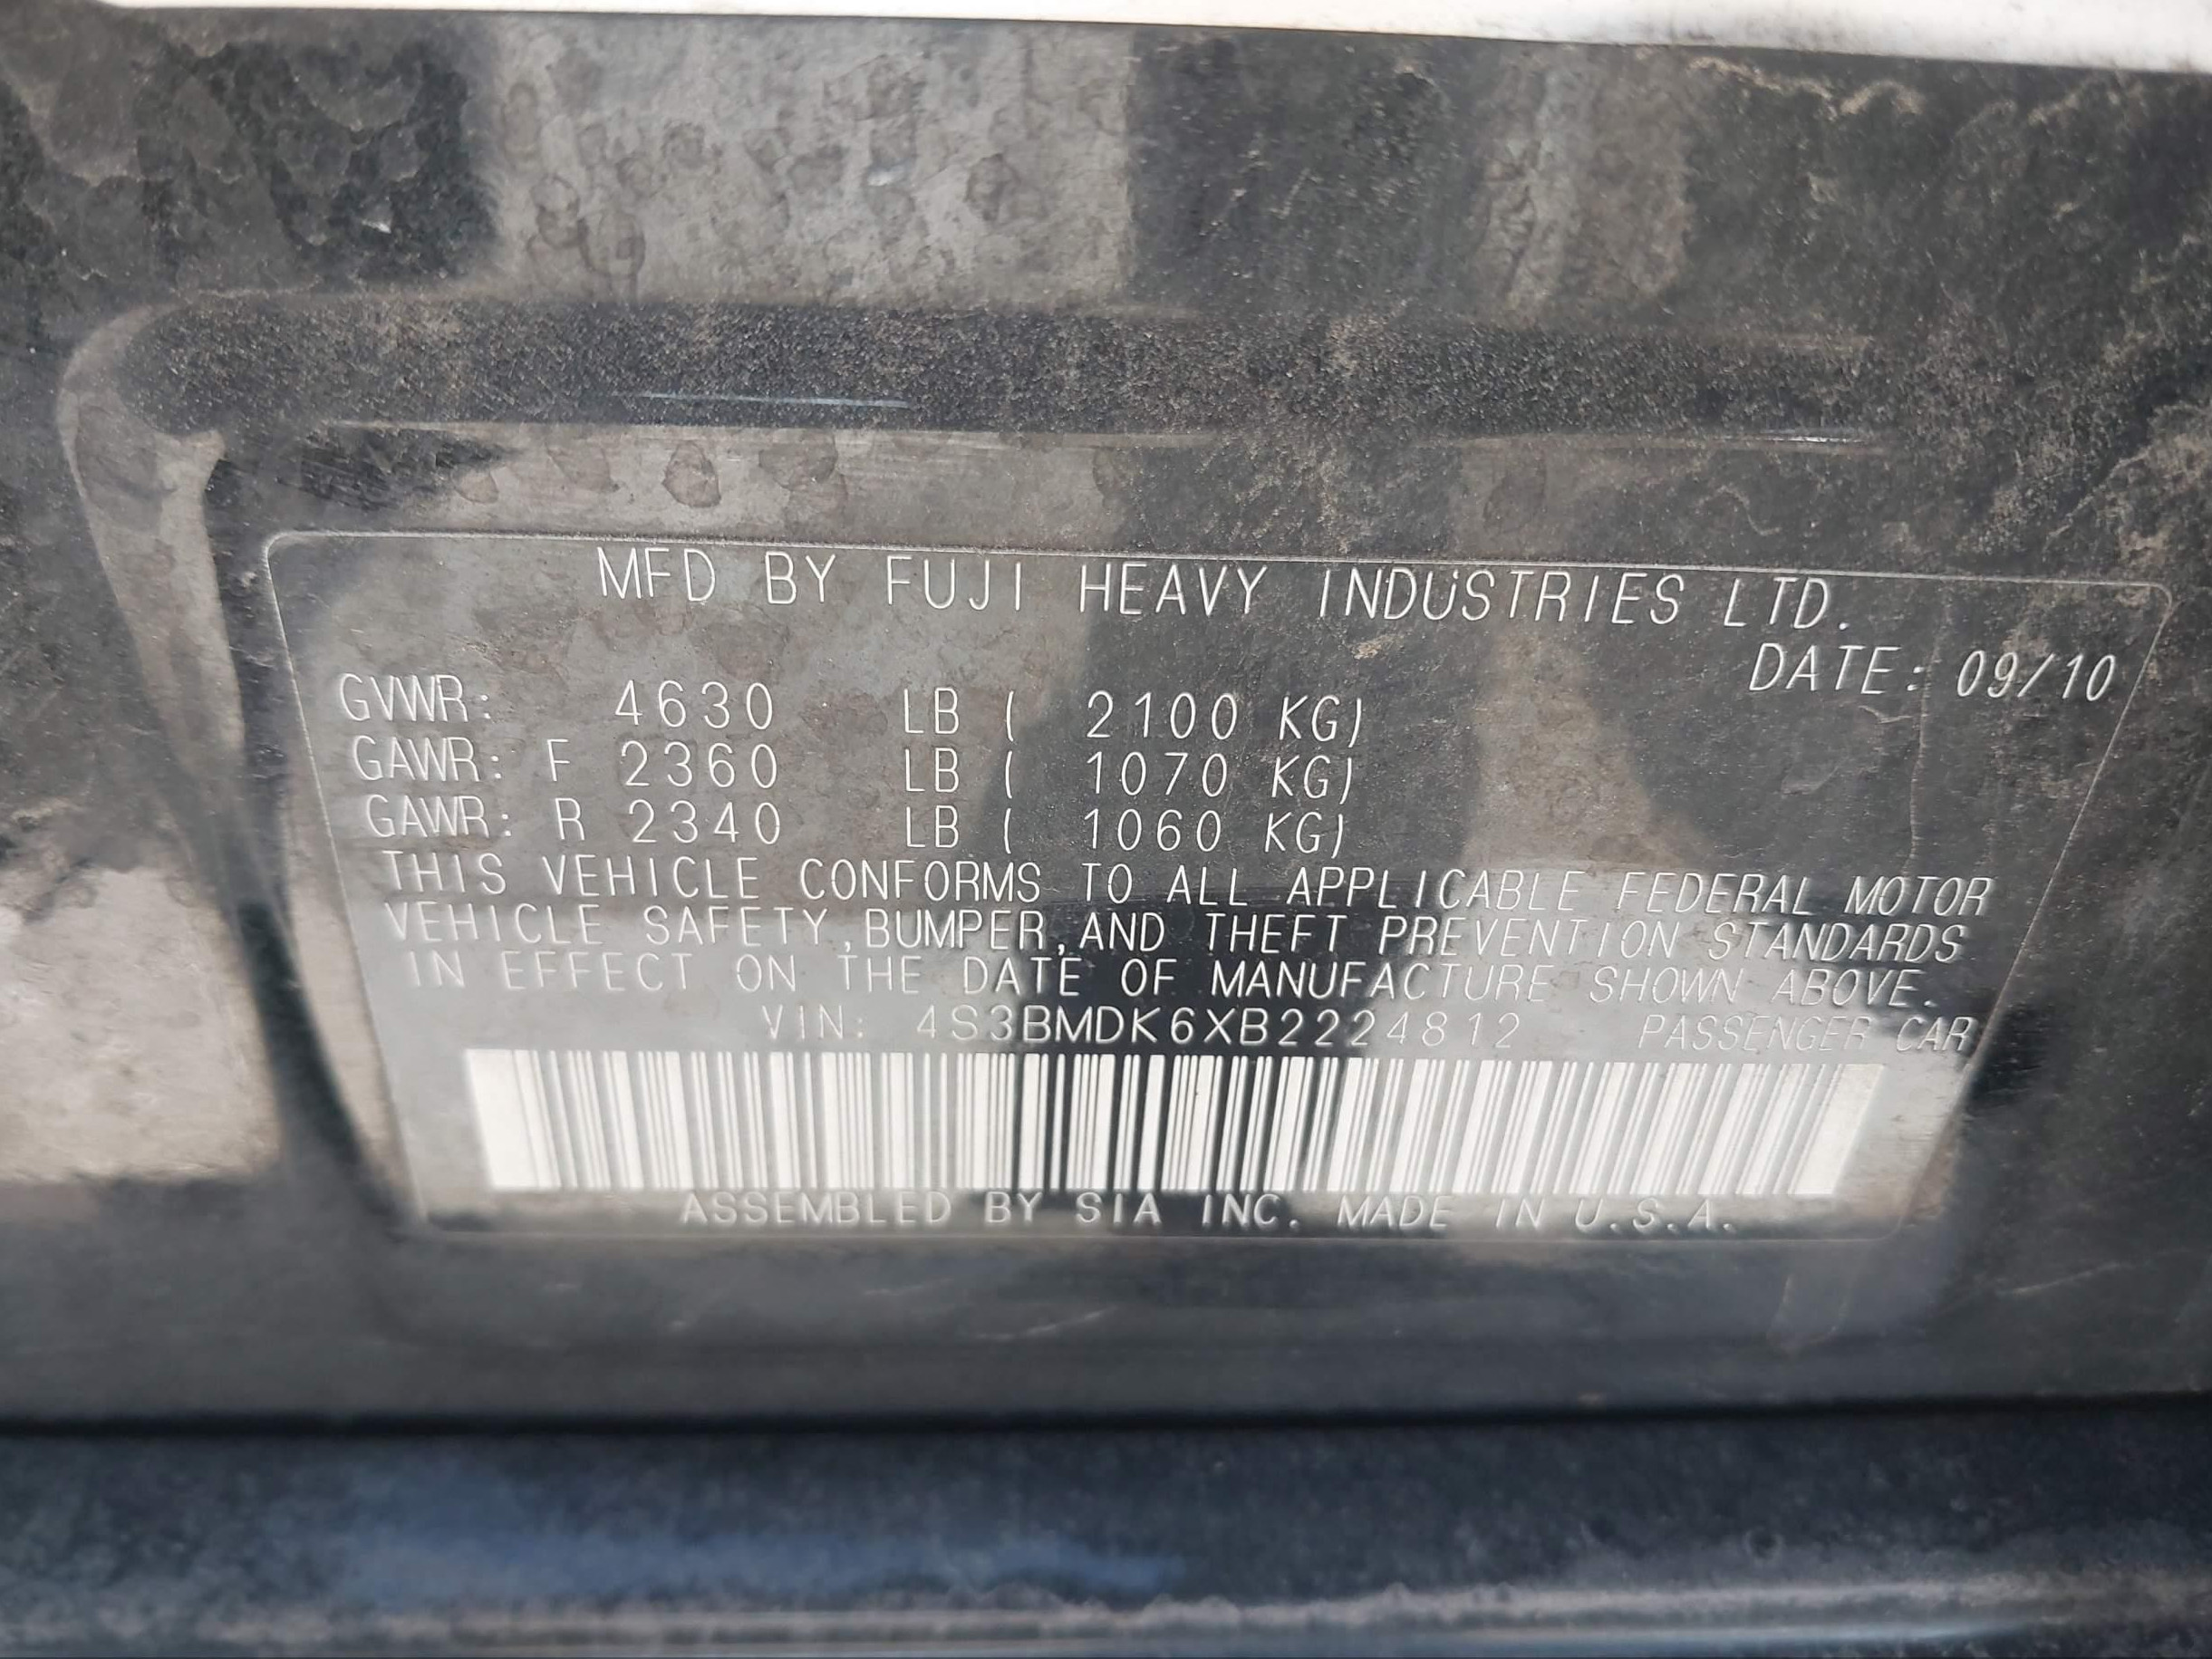 MFD BY FUJI HEAVY INDUSTRIES LTD.
DATE: 09/10
GVWR: 4630 LB ( 2100 KG)
GAWR: F 2360 LB ( 1070 KG)
GAWR: R 2340 LB ( 1060 KG)
THIS VEHICLE CONFORMS TO ALL APPLICABLE FEDERAL MOTOR
VEHICLE SAFETY,BUMPER,AND THEFT PREVENTION STANDARDS
IN EFFECT ON THE DATE OF MANUFACTURE SHOWN ABOVE.
VIN: 4S3BMDK6XB2224812 PASSENGER CAR
ASSEMBLED BY SIA INC. MADE IN U.S.A.